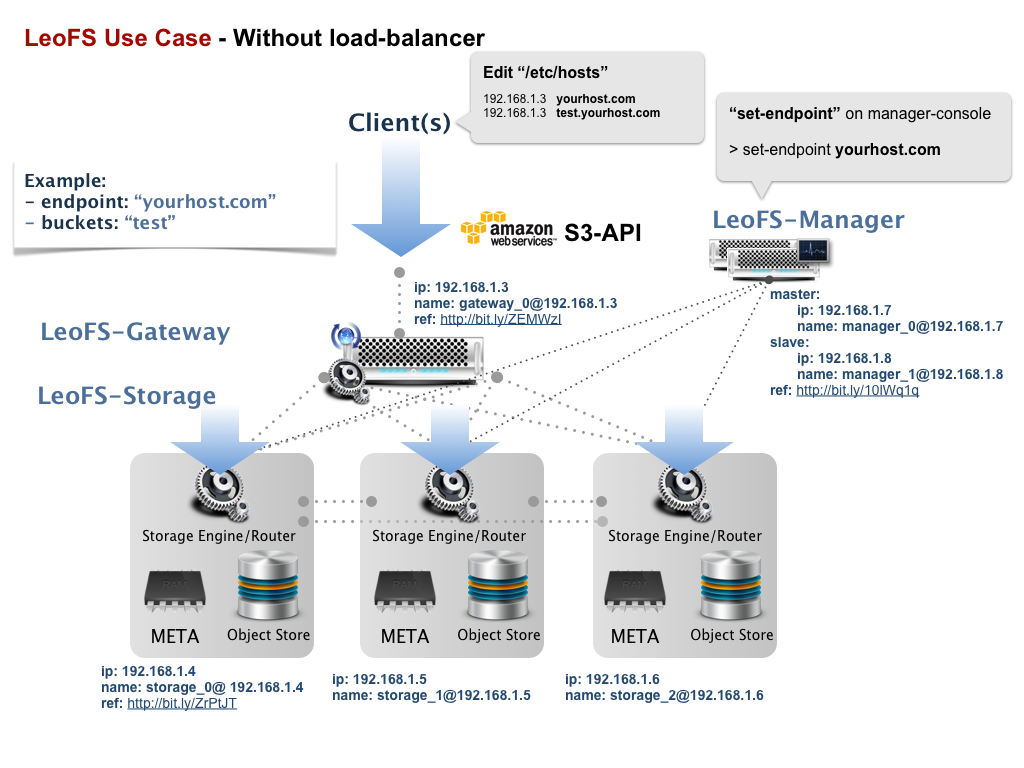 LeoFS Use Case - Without load-balancer
Edit “/etc/hosts”
192.168.1.3 yourhost.com
192.168.1.3 test.yourhost.com
“set-endpoint” on manager-console
> set-endpoint yourhost.com
Client(s)
Example:
- endpoint: “yourhost.com”
- buckets: “test”
amazon
webservices™
S3-API
LeoFS-Manager
ip: 192.168.1.3
name: gateway_0@192.168.1.3
ref: http://bit.ly/ZEMWzI
master:
ip: 192.168.1.7
name: manager_0@192.168.1.7
slave:
ip: 192.168.1.8
name: manager_1@192.168.1.8
ref: http://bit.ly/10lWq1q
LeoFS-Gateway
LeoFS-Storage
Storage Engine/Router
RAM
META
Object Store
Storage Engine/Router
RAM
META
Object Store
Storage Engine/Router
RAM
META
Object Store
ip: 192.168.1.4
name: storage_0@ 192.168.1.4
ref: http://bit.ly/ZrPtJT
ip: 192.168.1.5
name: storage_1@192.168.1.5
ip: 192.168.1.6
name: storage_2@192.168.1.6